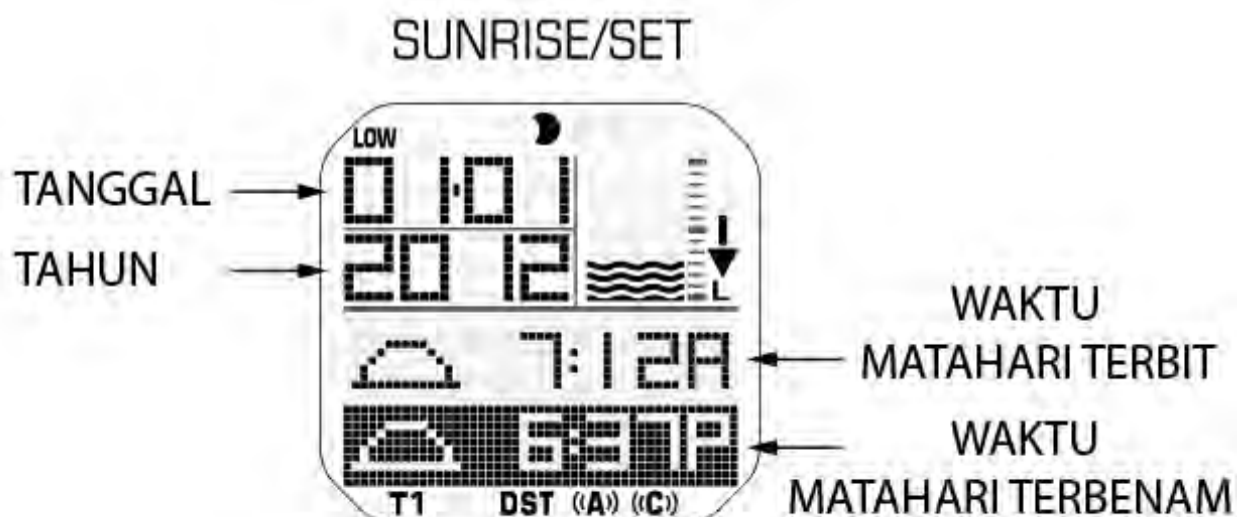 SUNRISE/SET
LOW
TANGGAL
01·01
TAHUN
2012
L
WAKTU
MATAHARI TERBIT
7:12A
WAKTU
MATAHARI TERBENAM
6:37P
T1 DST ((A)) ((C))